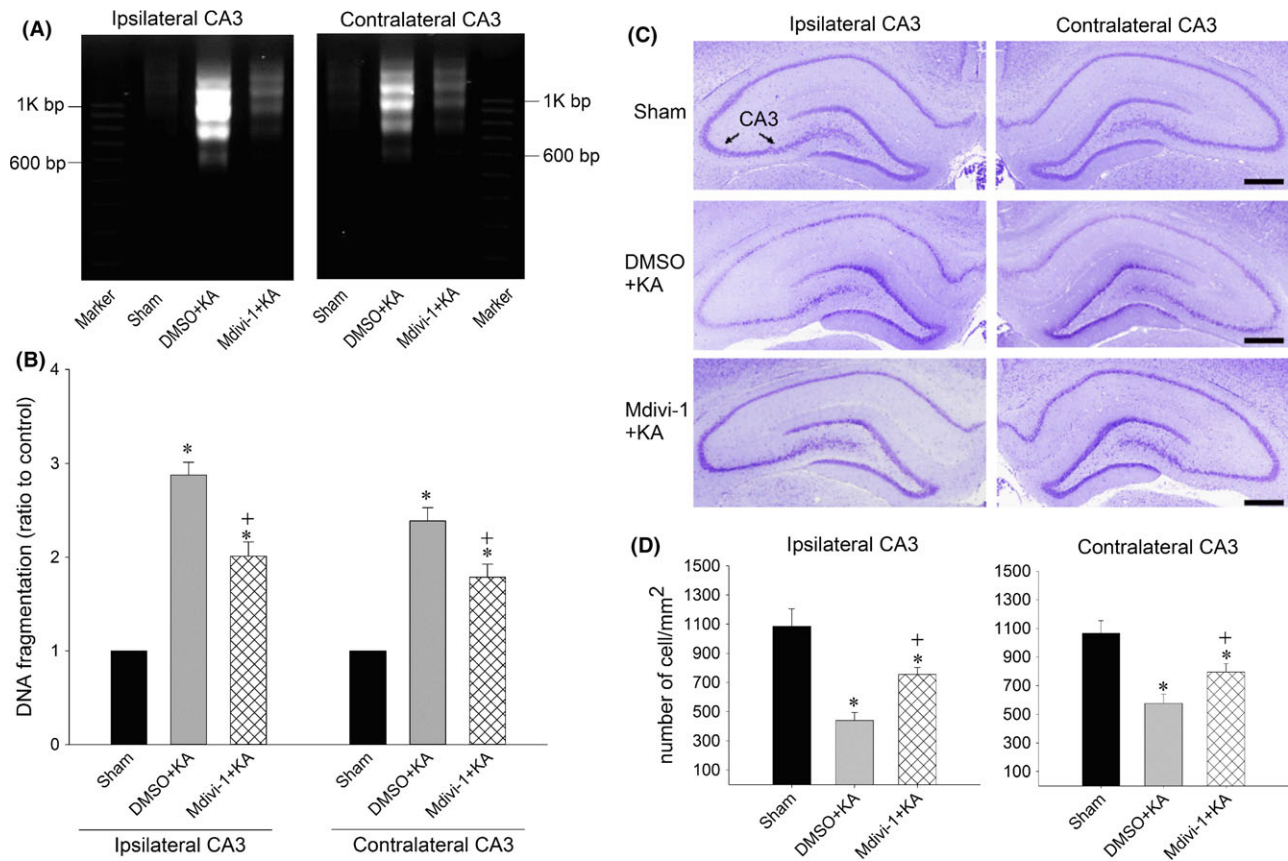 (A)
Ipsilateral CA3
Contralateral CA3
1K bp
600 bp
1K bp
600 bp
Marker
Sham
DMSO+KA
Mdivi-1+KA
Sham
DMSO+KA
Mdivi-1+KA
Marker
(B)
DNA fragmentation (ratio to control)
4
3
2
1
0
*
+
*
*
+
*
Sham
DMSO+KA
Mdivi-1+KA
Sham
DMSO+KA
Mdivi-1+KA
Ipsilateral CA3
Contralateral CA3
(C)
Ipsilateral CA3
Contralateral CA3
Sham
CA3
DMSO
+KA
Mdivi-1
+KA
(D)
Ipsilateral CA3
number of cell/mm²
1500
1300
1100
900
700
500
300
100
*
+
*
Sham
DMSO+KA
Mdivi-1+KA
Contralateral CA3
1500
1300
1100
900
700
500
300
100
*
+
*
Sham
DMSO+KA
Mdivi-1+KA